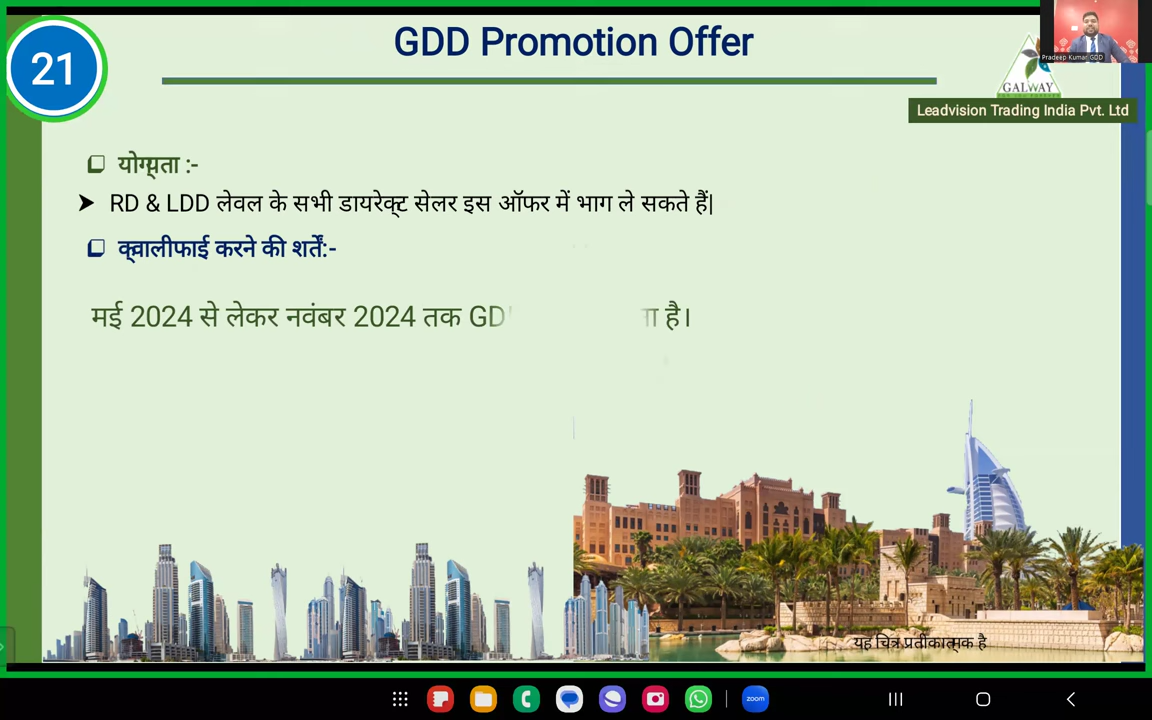 21
GDD Promotion Offer
Pradeep Kumar GDD
GALWAY
Leadvision Trading India Pvt. Ltd
योग्यता :-
RD & LDD लेवल के सभी डायरेक्ट सेलर इस ऑफर में भाग ले सकते हैं|
क्वालीफाई करने की शर्तें:-
मई 2024 से लेकर नवंबर 2024 तक है।
यह चित्र प्रतीकात्मक है
zoom